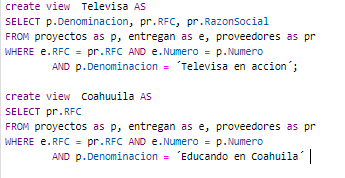 create view  Televisa AS
SELECT p.Denominacion, pr.RFC, pr.RazonSocial
FROM proyectos as p, entregan as e, proveedores as pr
WHERE e.RFC = pr.RFC AND e.Numero = p.Numero
AND p.Denominacion = ´Televisa en accion´;
create view  Coahuuila AS
SELECT pr.RFC
FROM proyectos as p, entregan as e, proveedores as pr
WHERE e.RFC = pr.RFC AND e.Numero = p.Numero
AND p.Denominacion = ´Educando en Coahuila´